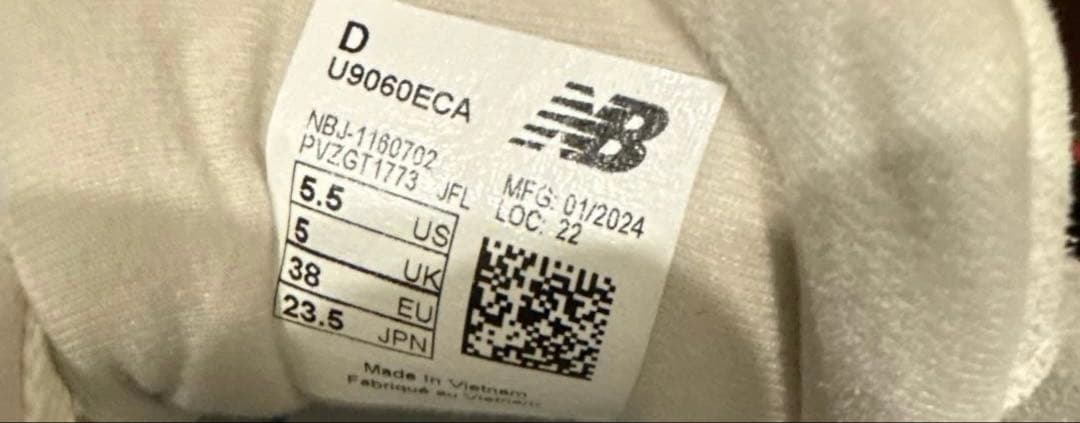 D
U9060ECA
NB
NBJ-1160702
PVZGT1773 JFL
MFG: 01/2024
LOC: 22
5.5 US
5 UK
38 EU
23.5 JPN
Made In Vietnam
Fabriqué au Vietnam